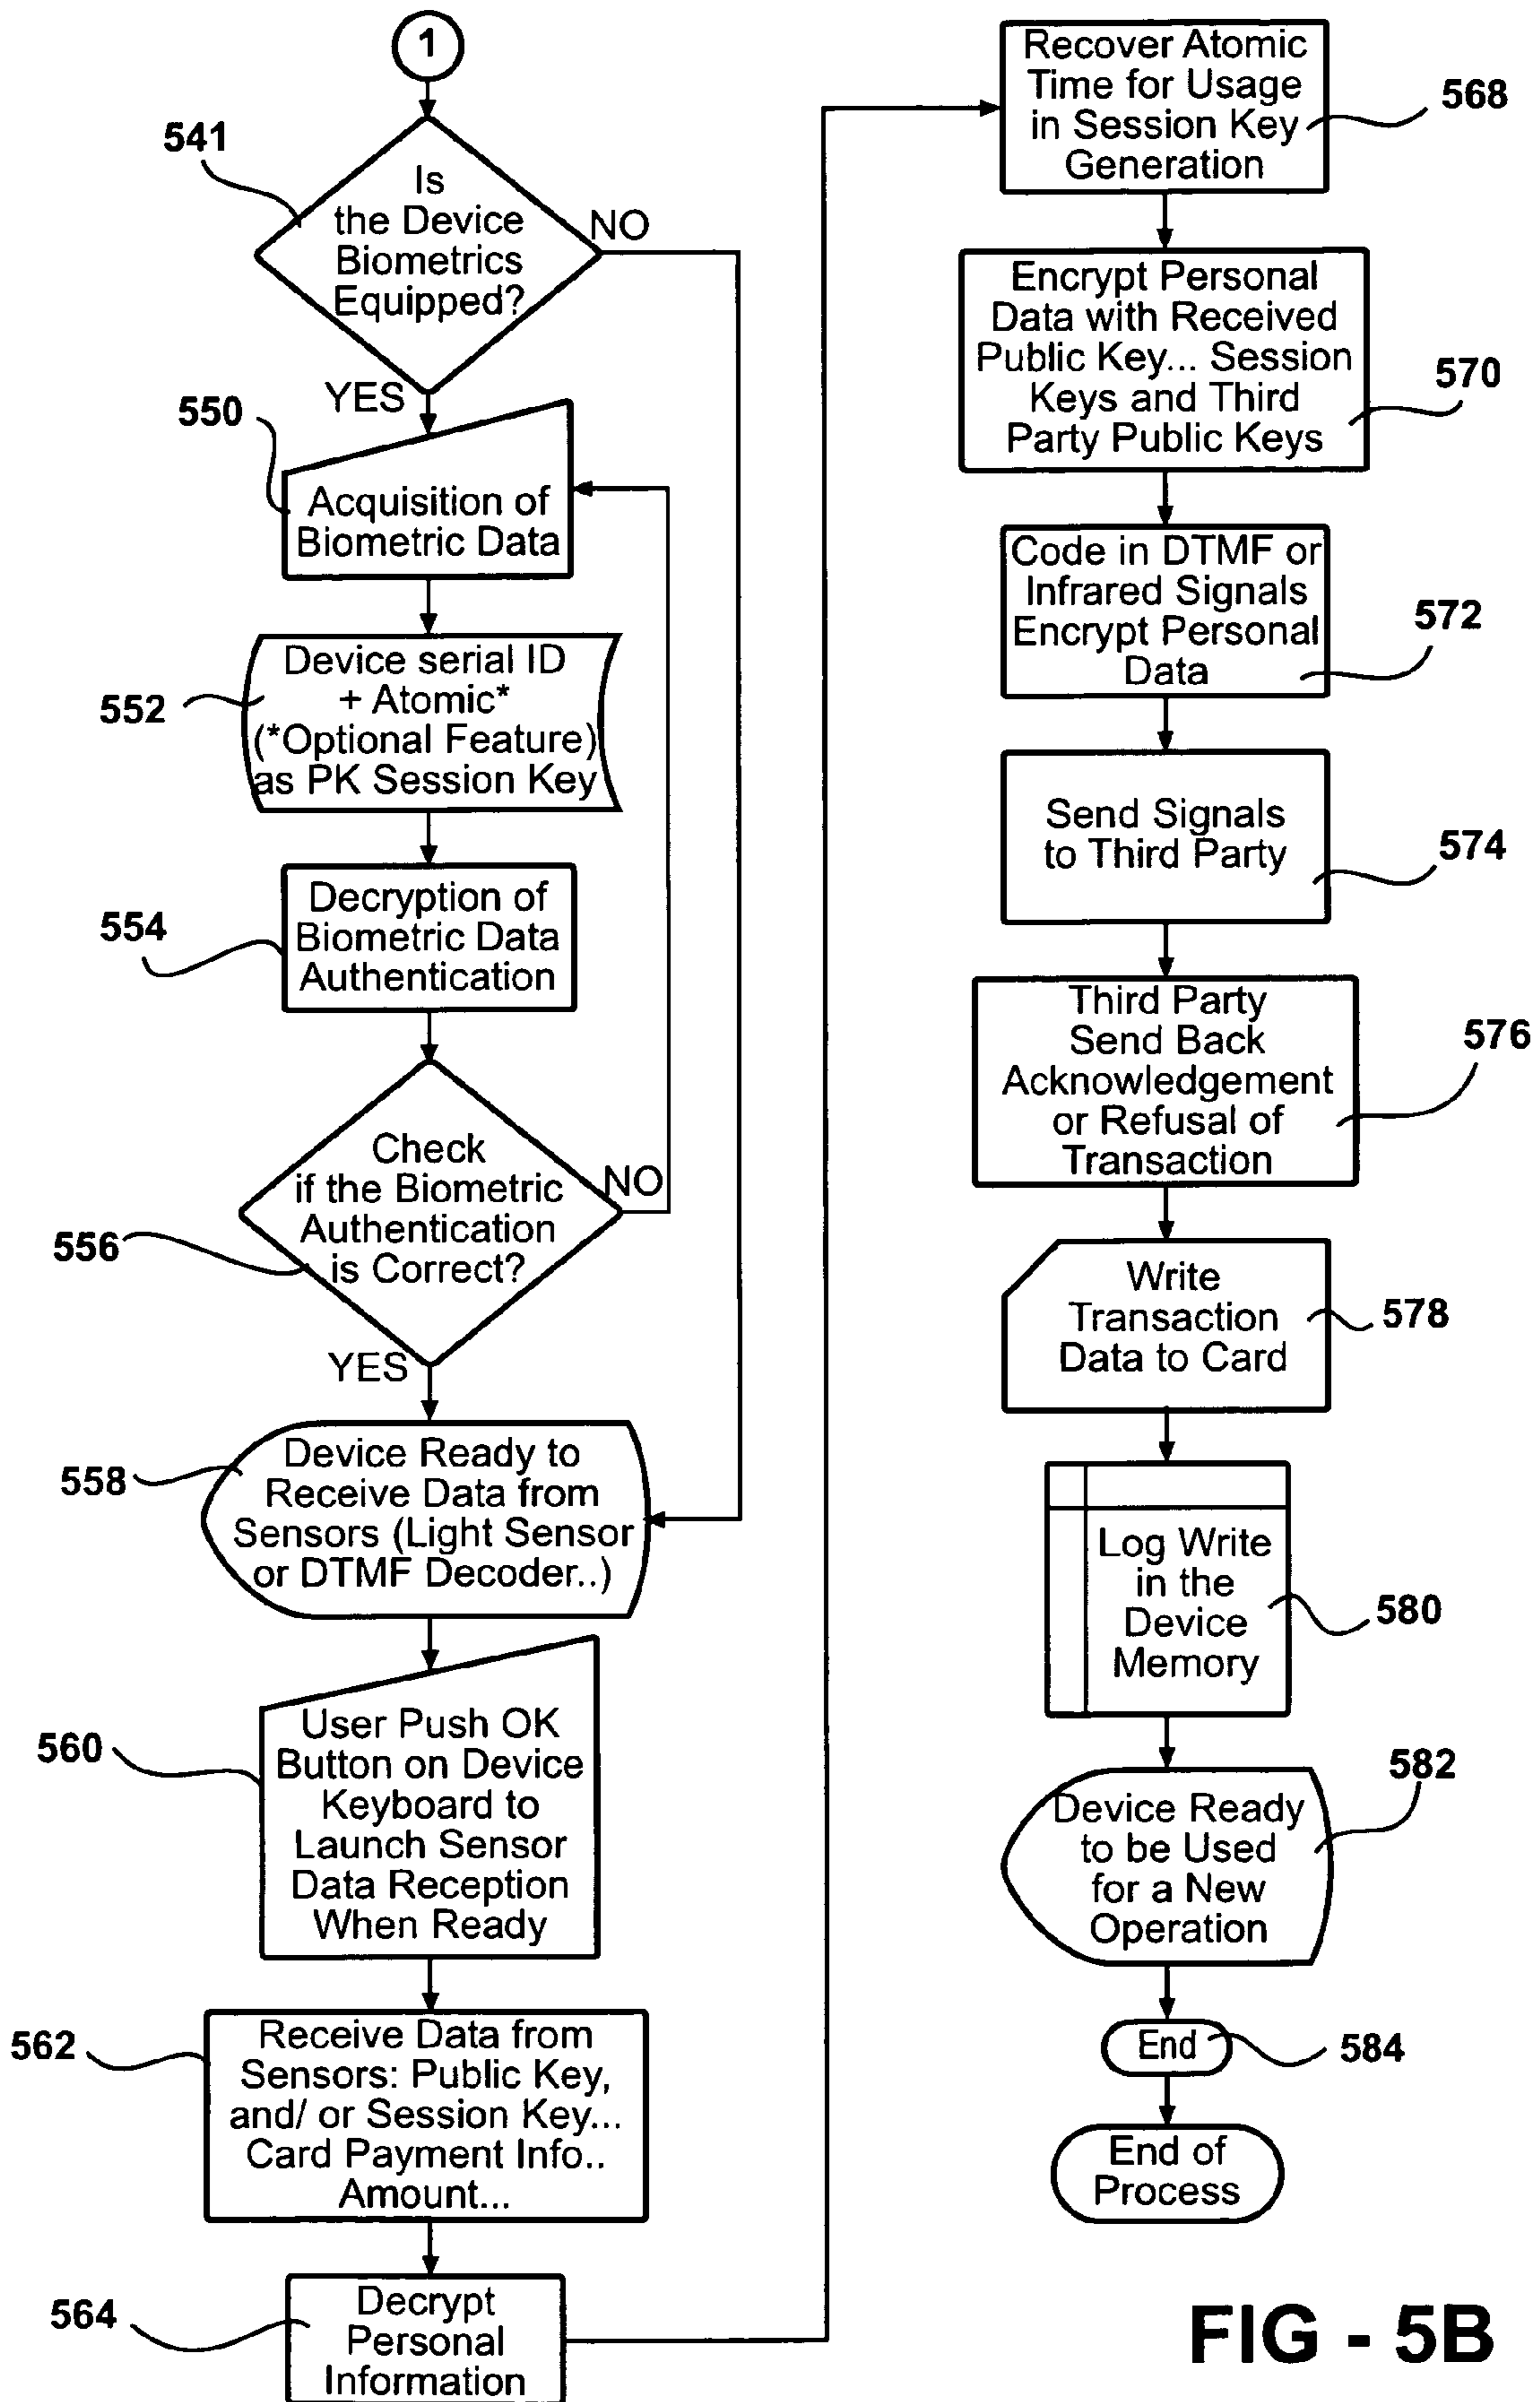 1
541
Is
the Device
Biometrics
Equipped?
NO
YES
550
Acquisition of
Biometric Data
552
Device serial ID
+ Atomic*
(*Optional Feature)
as PK Session Key
554
Decryption of
Biometric Data
Authentication
556
Check
if the Biometric
Authentication
is Correct?
NO
YES
558
Device Ready to
Receive Data from
Sensors (Light Sensor
or DTMF Decoder..)
560
User Push OK
Button on Device
Keyboard to
Launch Sensor
Data Reception
When Ready
562
Receive Data from
Sensors: Public Key,
and/ or Session Key...
Card Payment Info..
Amount...
564
Decrypt
Personal
Information
Recover Atomic
Time for Usage
in Session Key
Generation
568
Encrypt Personal
Data with Received
Public Key... Session
Keys and Third
Party Public Keys
570
Code in DTMF or
Infrared Signals
Encrypt Personal
Data
572
Send Signals
to Third Party
574
Third Party
Send Back
Acknowledgement
or Refusal of
Transaction
576
Write
Transaction
Data to Card
578
Log Write
in the
Device
Memory
580
Device Ready
to be Used
for a New
Operation
582
End
584
End of
Process
FIG - 5B